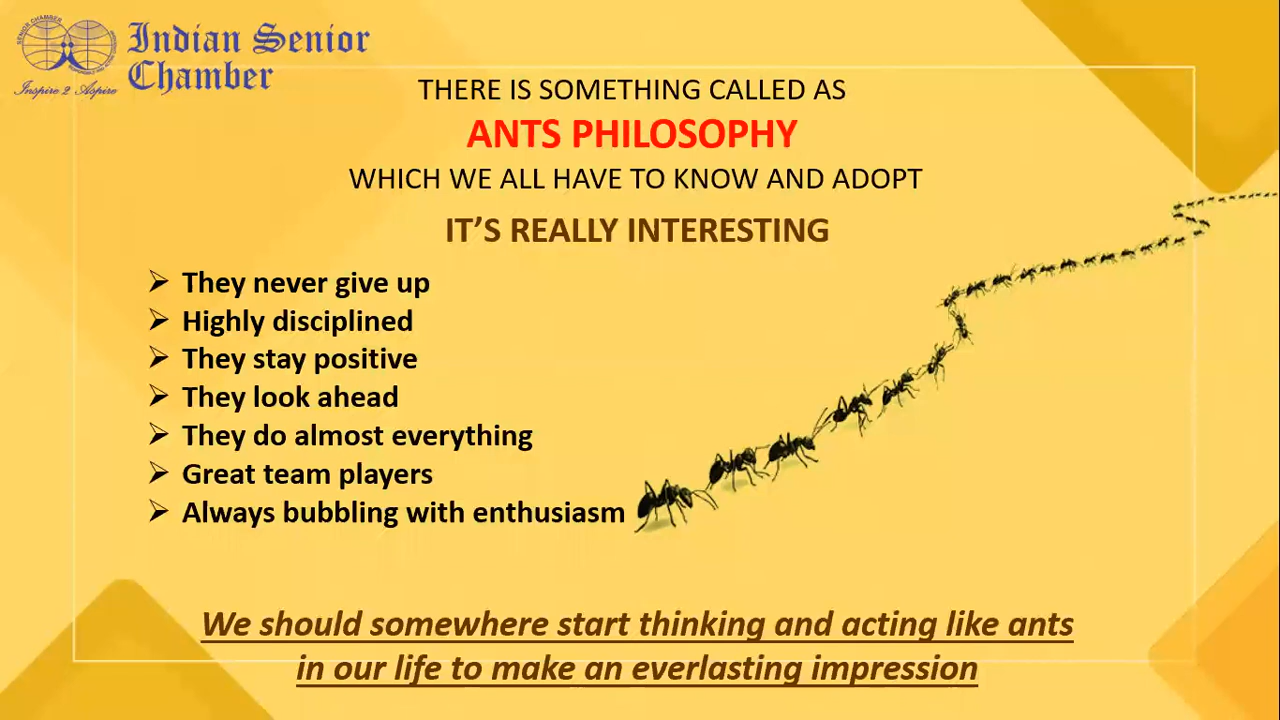 Indian Senior
Chamber
SENIOR CHAMBER
Inspire 2 Aspire
THERE IS SOMETHING CALLED AS
ANTS PHILOSOPHY
WHICH WE ALL HAVE TO KNOW AND ADOPT
IT’S REALLY INTERESTING
➢ They never give up
➢ Highly disciplined
➢ They stay positive
➢ They look ahead
➢ They do almost everything
➢ Great team players
➢ Always bubbling with enthusiasm
We should somewhere start thinking and acting like ants
in our life to make an everlasting impression